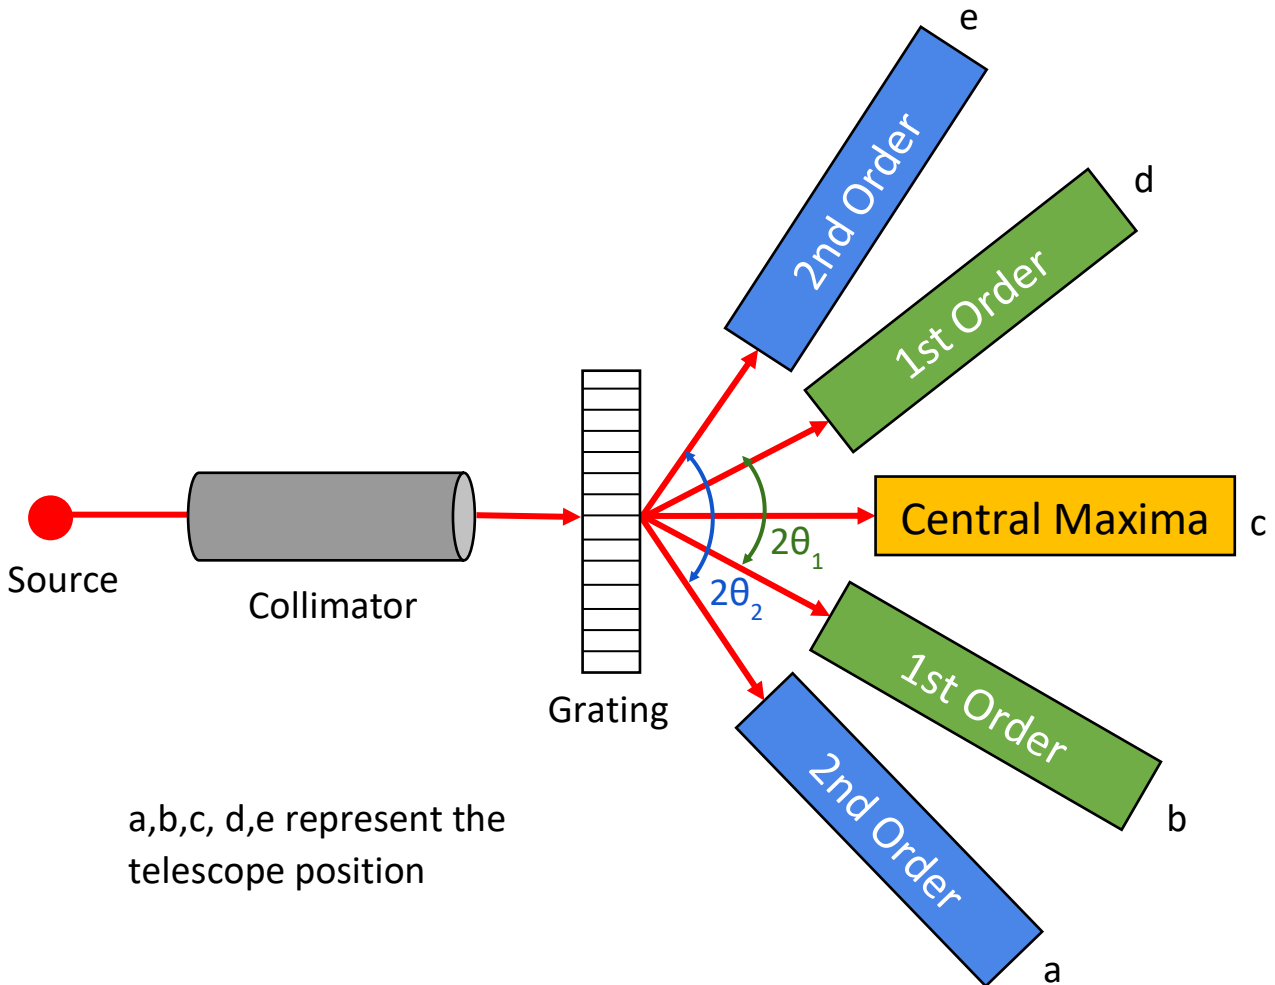 e
2nd Order
d
1st Order
Central Maxima
c
2θ₁
2θ₂
Source
Collimator
Grating
1st Order
b
2nd Order
a
a,b,c, d,e represent the
telescope position